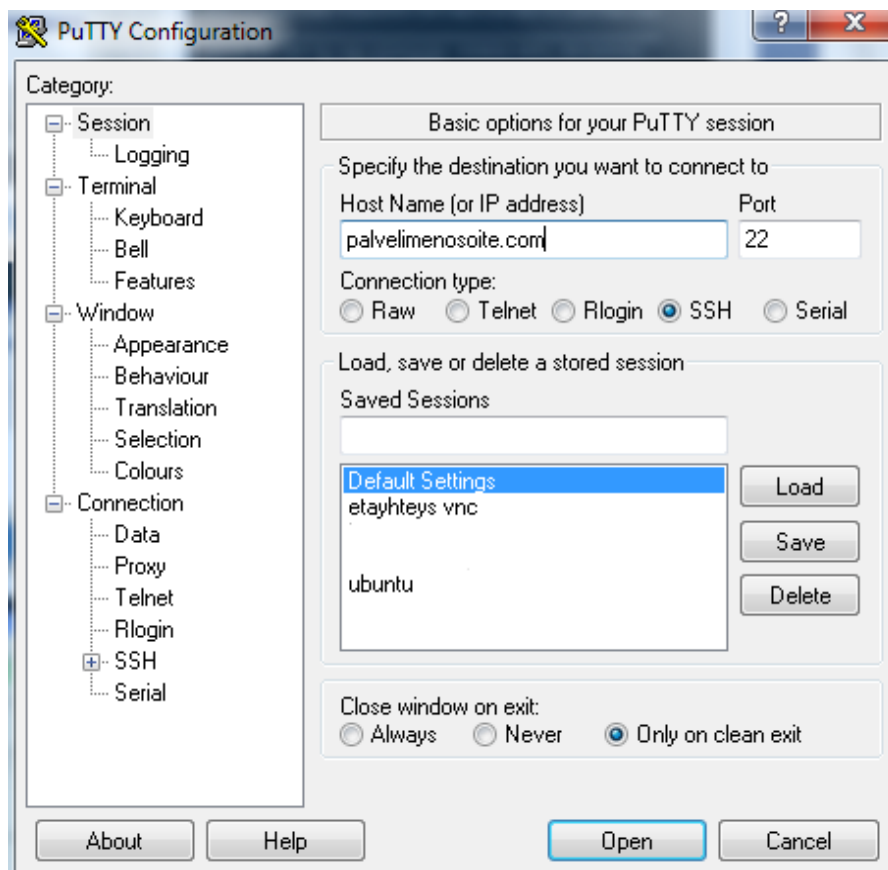 PuTTY Configuration
?
X
Category:
Session
Logging
Terminal
Keyboard
Bell
Features
Window
Appearance
Behaviour
Translation
Selection
Colours
Connection
Data
Proxy
Telnet
Rlogin
SSH
Serial
Basic options for your PuTTY session
Specify the destination you want to connect to
Host Name (or IP address) Port
palvelimenosoite.com 22
Connection type:
Raw Telnet Rlogin SSH Serial
Load, save or delete a stored session
Saved Sessions
Default Settings
etayhteys vnc
ubuntu
Load
Save
Delete
Close window on exit:
Always Never Only on clean exit
About Help Open Cancel